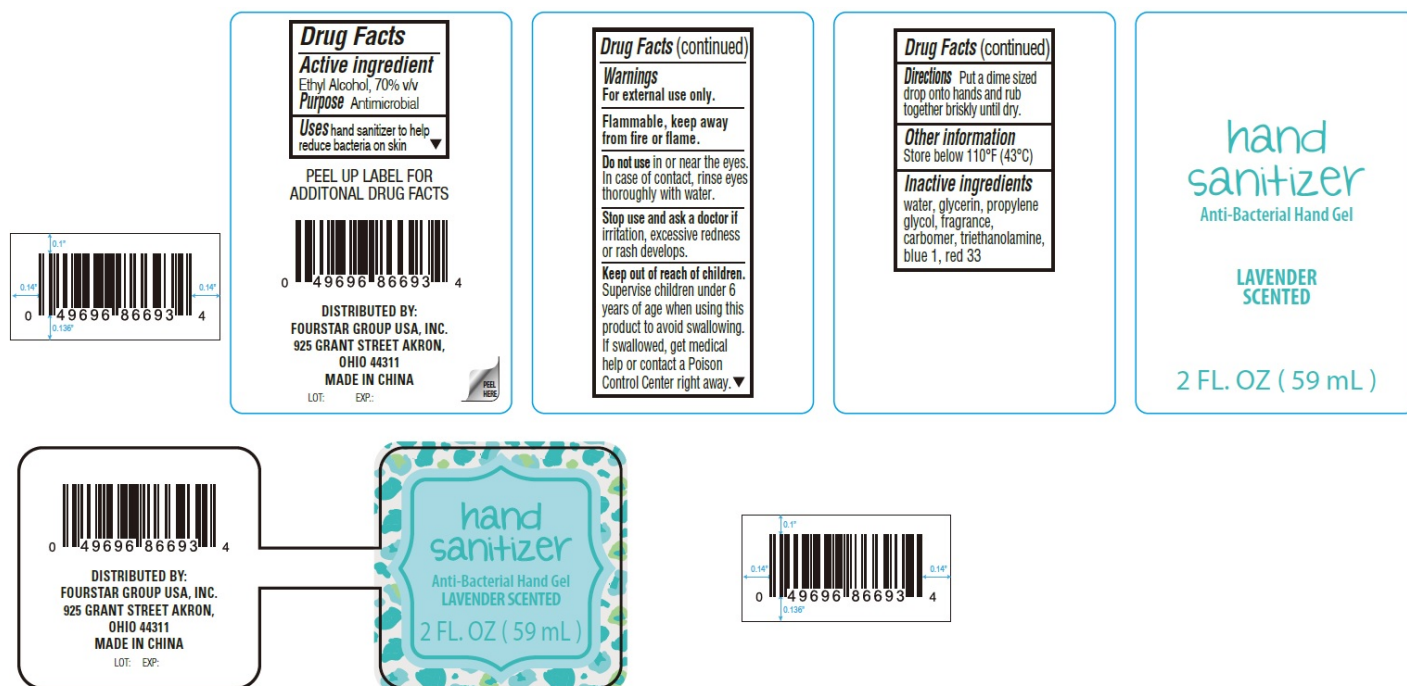 Drug Facts
Active ingredient
Ethyl Alcohol, 70% v/v
Purpose Antimicrobial
Uses hand sanitizer to help
reduce bacteria on skin ▼
PEEL UP LABEL FOR
ADDITONAL DRUG FACTS
0 49696 86693 4
DISTRIBUTED BY:
FOURSTAR GROUP USA, INC.
925 GRANT STREET AKRON,
OHIO 44311
MADE IN CHINA
LOT: EXP.:
PEEL
HERE
Drug Facts (continued)
Warnings
For external use only.
Flammable, keep away
from fire or flame.
Do not use in or near the eyes.
In case of contact, rinse eyes
thoroughly with water.
Stop use and ask a doctor if
irritation, excessive redness
or rash develops.
Keep out of reach of children.
Supervise children under 6
years of age when using this
product to avoid swallowing.
If swallowed, get medical
help or contact a Poison
Control Center right away. ▼
Drug Facts (continued)
Directions Put a dime sized
drop onto hands and rub
together briskly until dry.
Other information
Store below 110°F (43°C)
Inactive ingredients
water, glycerin, propylene
glycol, fragrance,
carbomer, triethanolamine,
blue 1, red 33
hand
sanitizer
Anti-Bacterial Hand Gel
LAVENDER
SCENTED
2 FL. OZ ( 59 mL )
0.1"
0.14" 0.14"
0 49696 86693 4
0.136"
0 49696 86693 4
DISTRIBUTED BY:
FOURSTAR GROUP USA, INC.
925 GRANT STREET AKRON,
OHIO 44311
MADE IN CHINA
LOT: EXP:
hand
sanitizer
Anti-Bacterial Hand Gel
LAVENDER SCENTED
2 FL. OZ ( 59 mL )
0.1"
0.14" 0.14"
0 49696 86693 4
0.136"